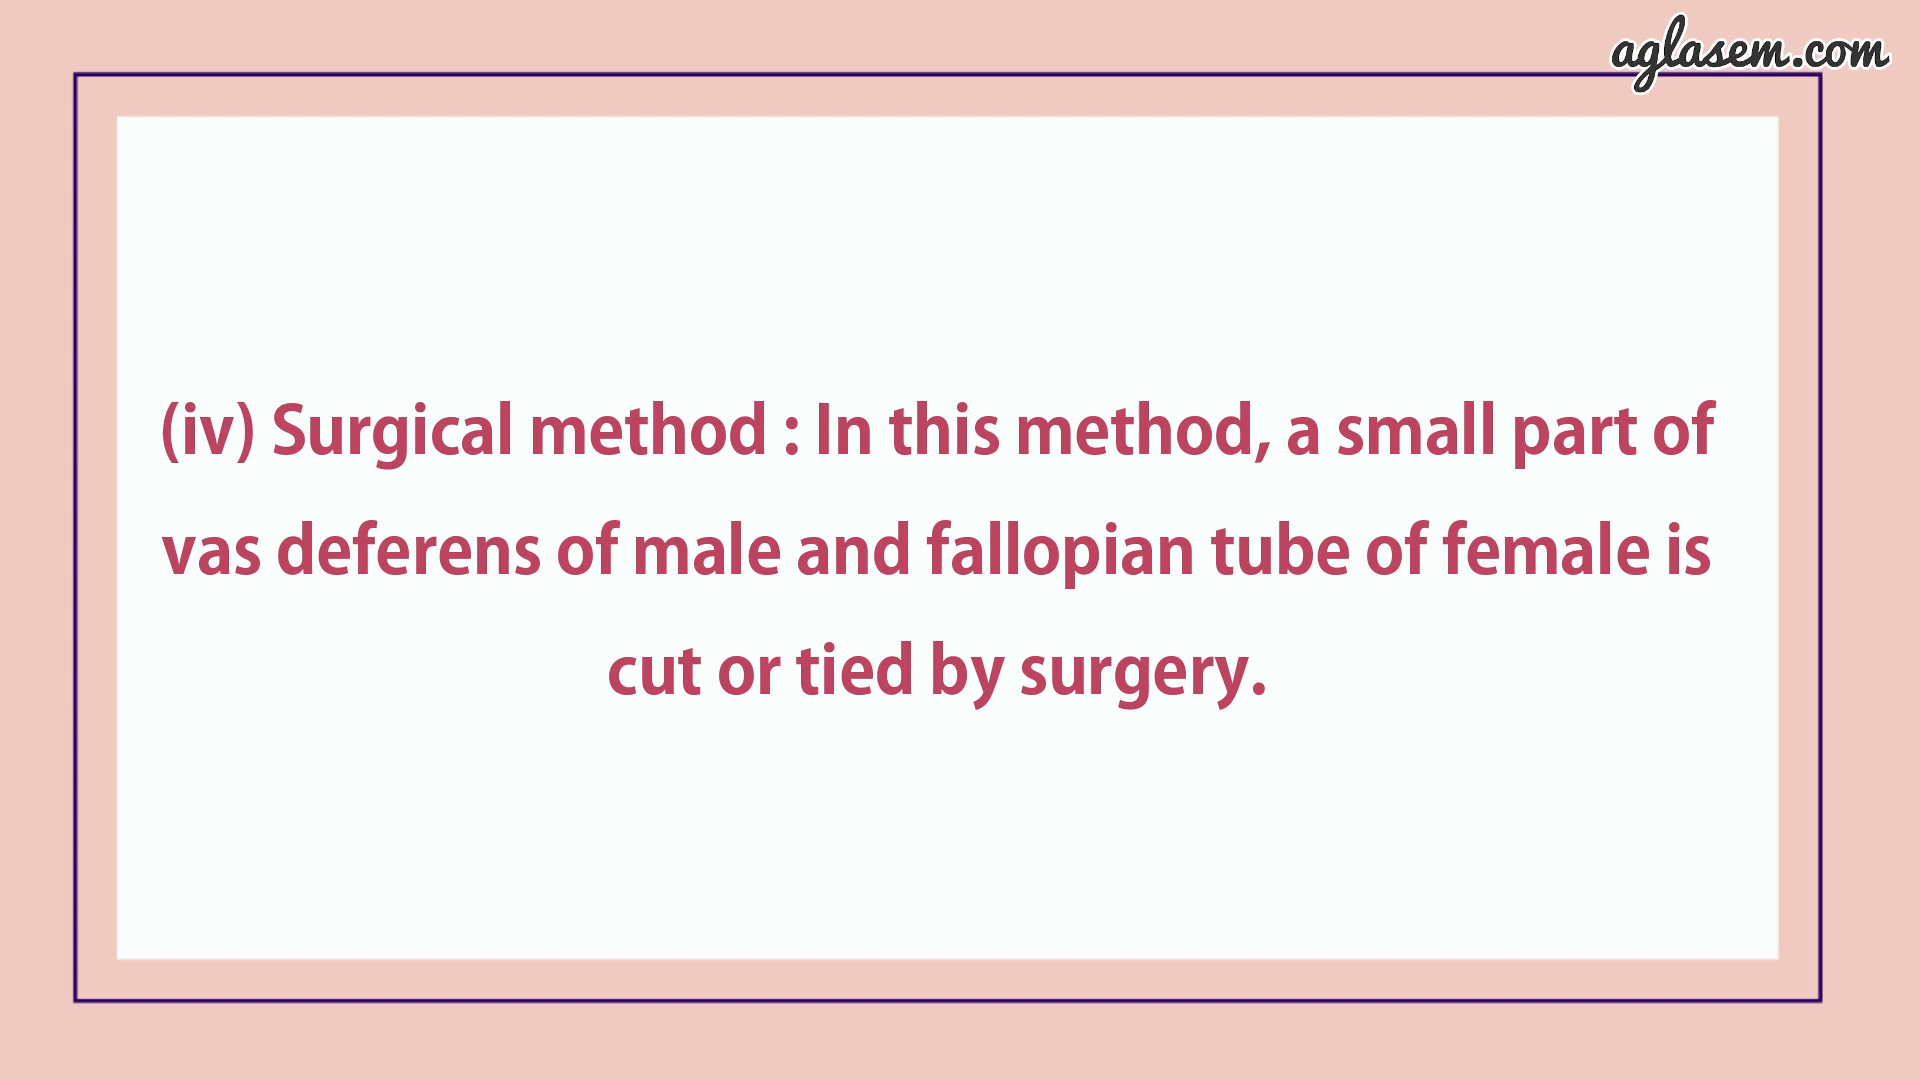 aglasem.com
(iv) Surgical method : In this method, a small part of
vas deferens of male and fallopian tube of female is
cut or tied by surgery.